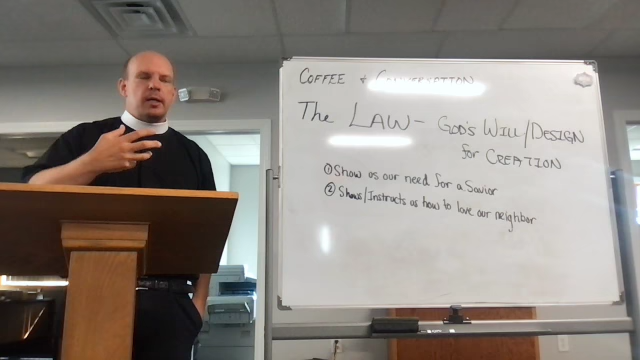 COFFEE & CONVERSATION
The LAW - GOD'S WILL/DESIGN
for CREATION
① Show us our need for a Savior
② Shows/Instructs us how to love our neighbor